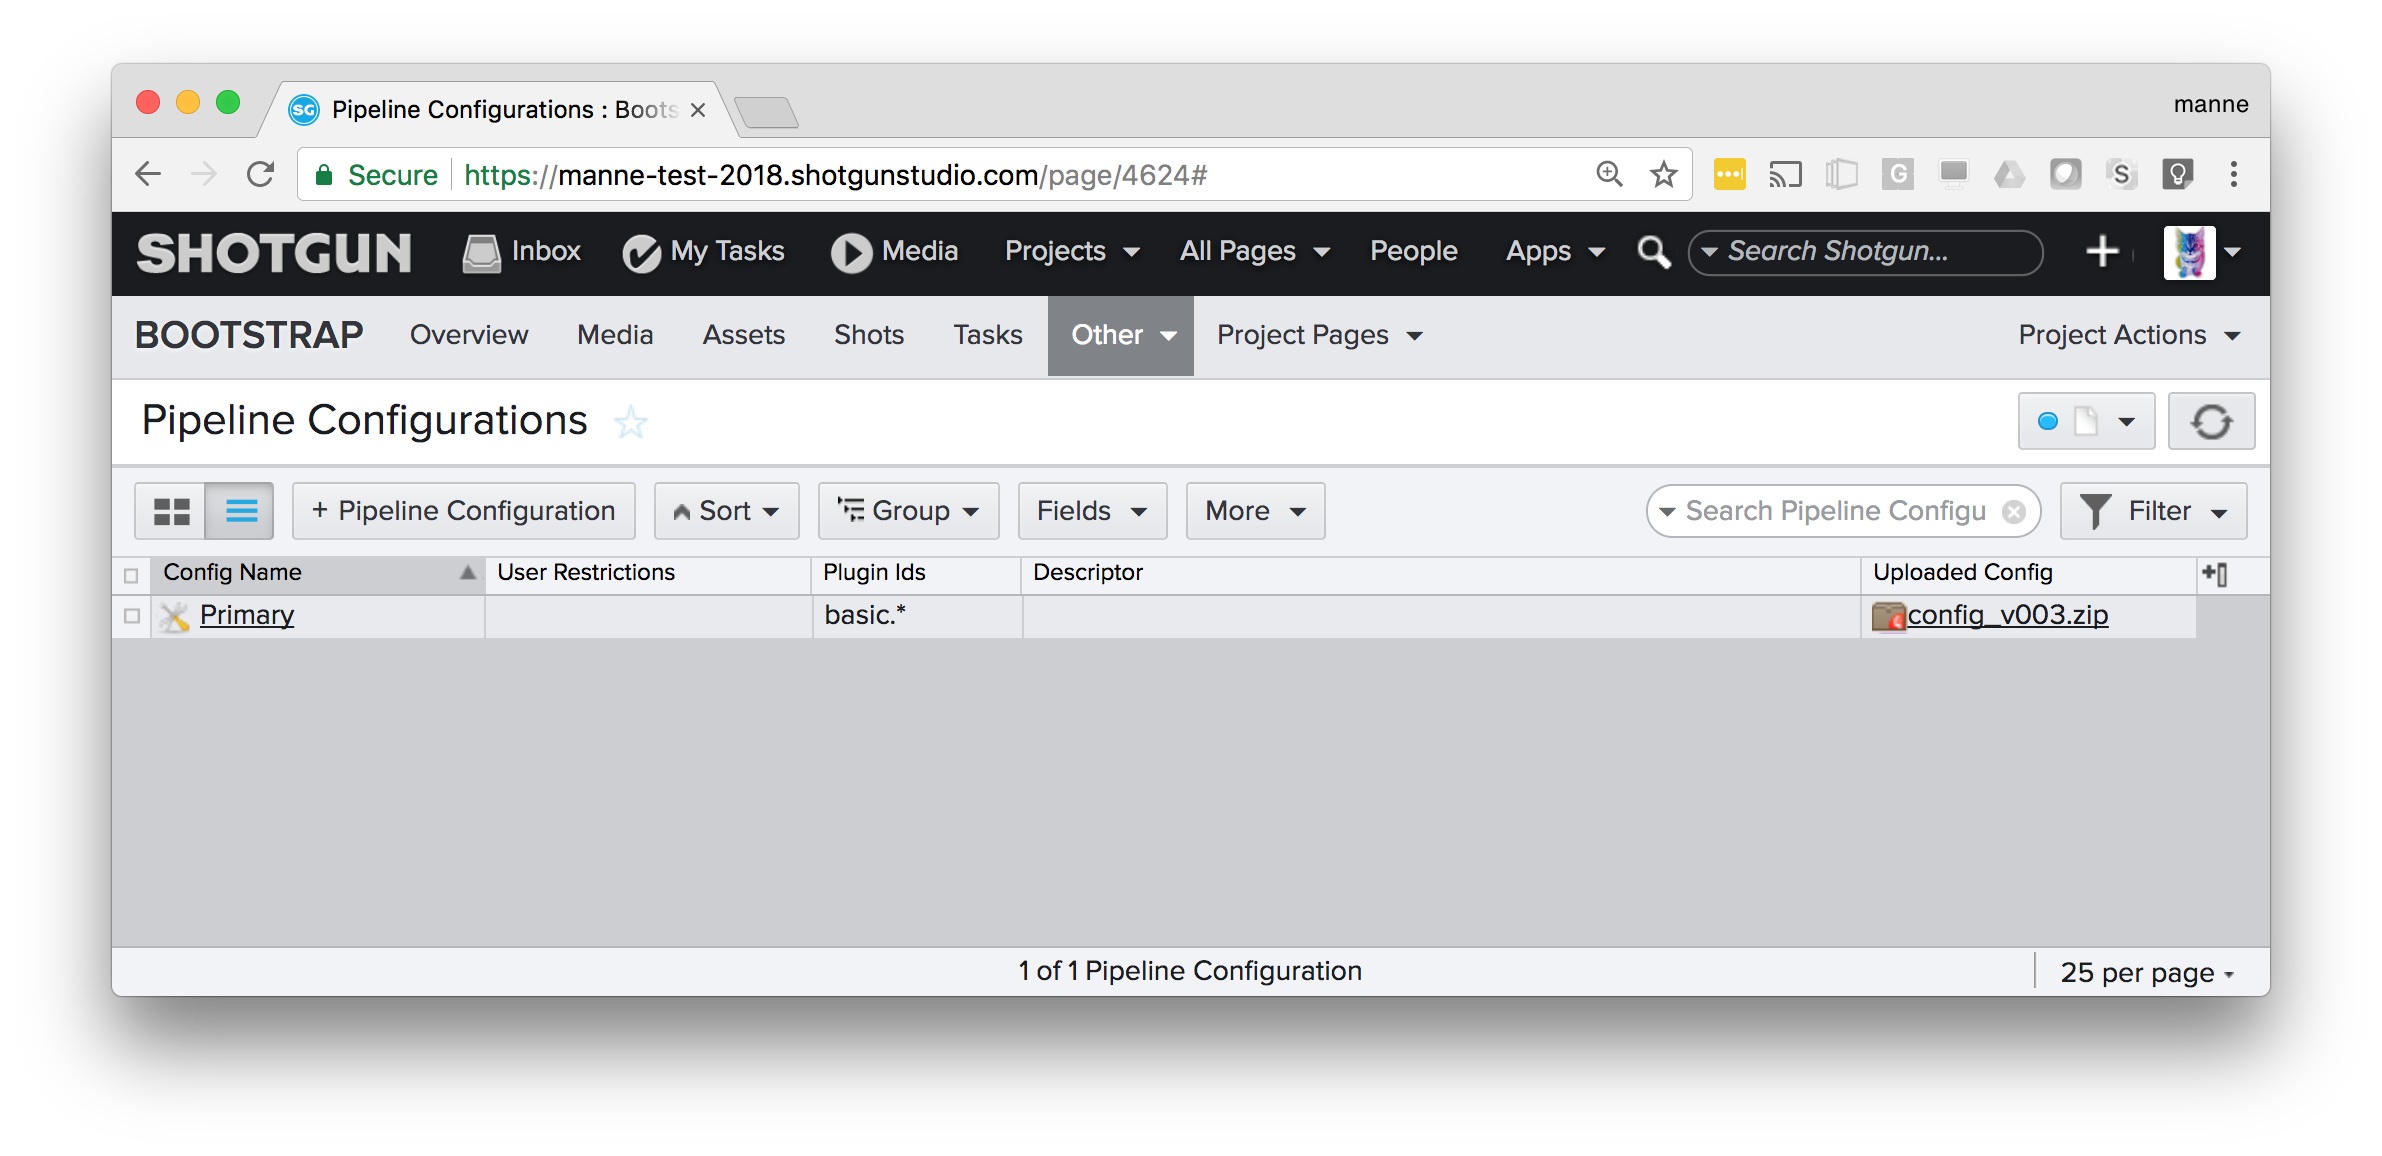 SG Pipeline Configurations : Boots
manne
Secure https://manne-test-2018.shotgunstudio.com/page/4624#
G S
SHOTGUN Inbox My Tasks Media Projects All Pages People Apps Search Shotgun... +
BOOTSTRAP Overview Media Assets Shots Tasks Other Project Pages Project Actions
Pipeline Configurations
+ Pipeline Configuration Sort Group Fields More Search Pipeline Configu Filter
Config Name User Restrictions Plugin Ids Descriptor Uploaded Config
Primary basic.* config_v003.zip
1 of 1 Pipeline Configuration 25 per page